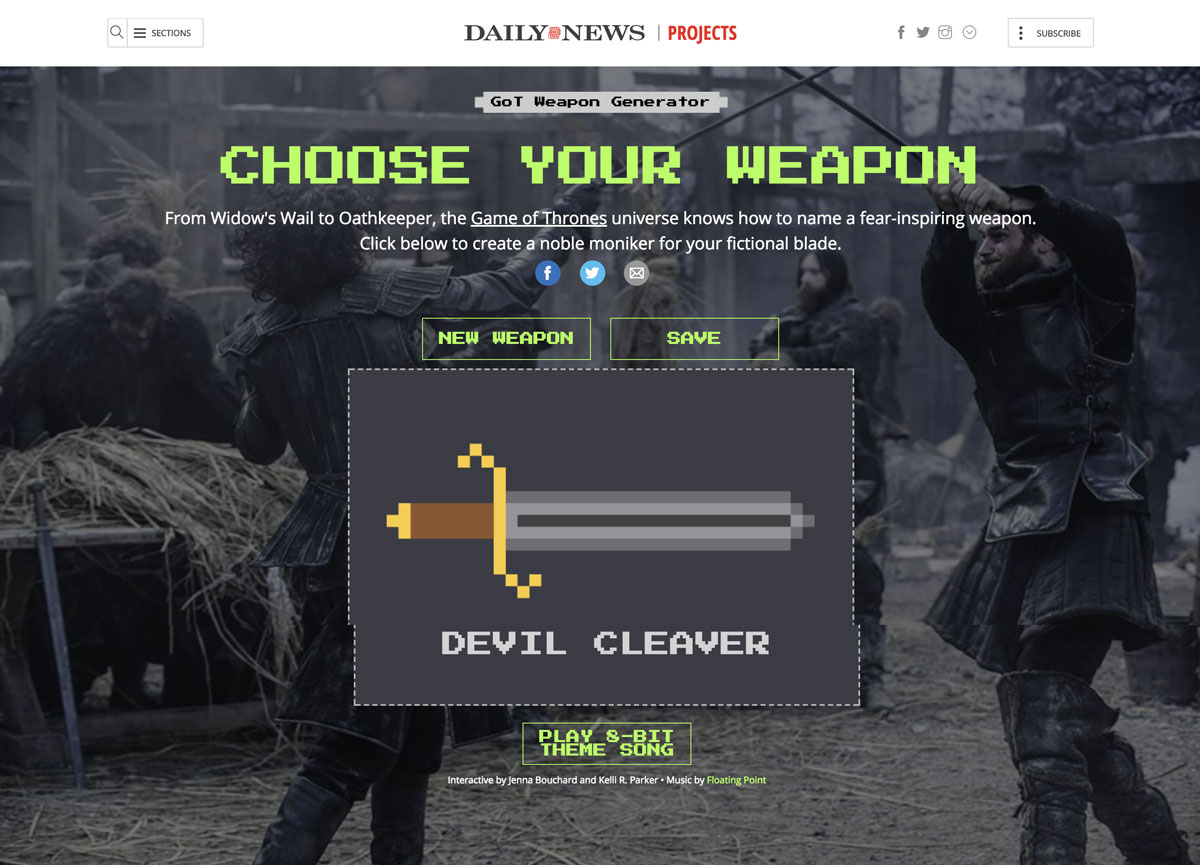 SECTIONS
DAILY NEWS | PROJECTS
SUBSCRIBE
GoT Weapon Generator
CHOOSE YOUR WEAPON
From Widow's Wail to Oathkeeper, the Game of Thrones universe knows how to name a fear-inspiring weapon.
Click below to create a noble moniker for your fictional blade.
NEW WEAPON
SAVE
DEVIL CLEAVER
PLAY 8-BIT
THEME SONG
Interactive by Jenna Bouchard and Kelli R. Parker • Music by Floating Point